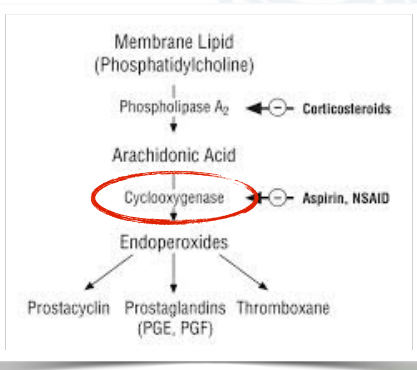 Membrane Lipid
(Phosphatidylcholine)
Phospholipase A₂ − Corticosteroids
Arachidonic Acid
Cyclooxygenase − Aspirin, NSAID
Endoperoxides
Prostacyclin Prostaglandins Thromboxane
(PGE, PGF)